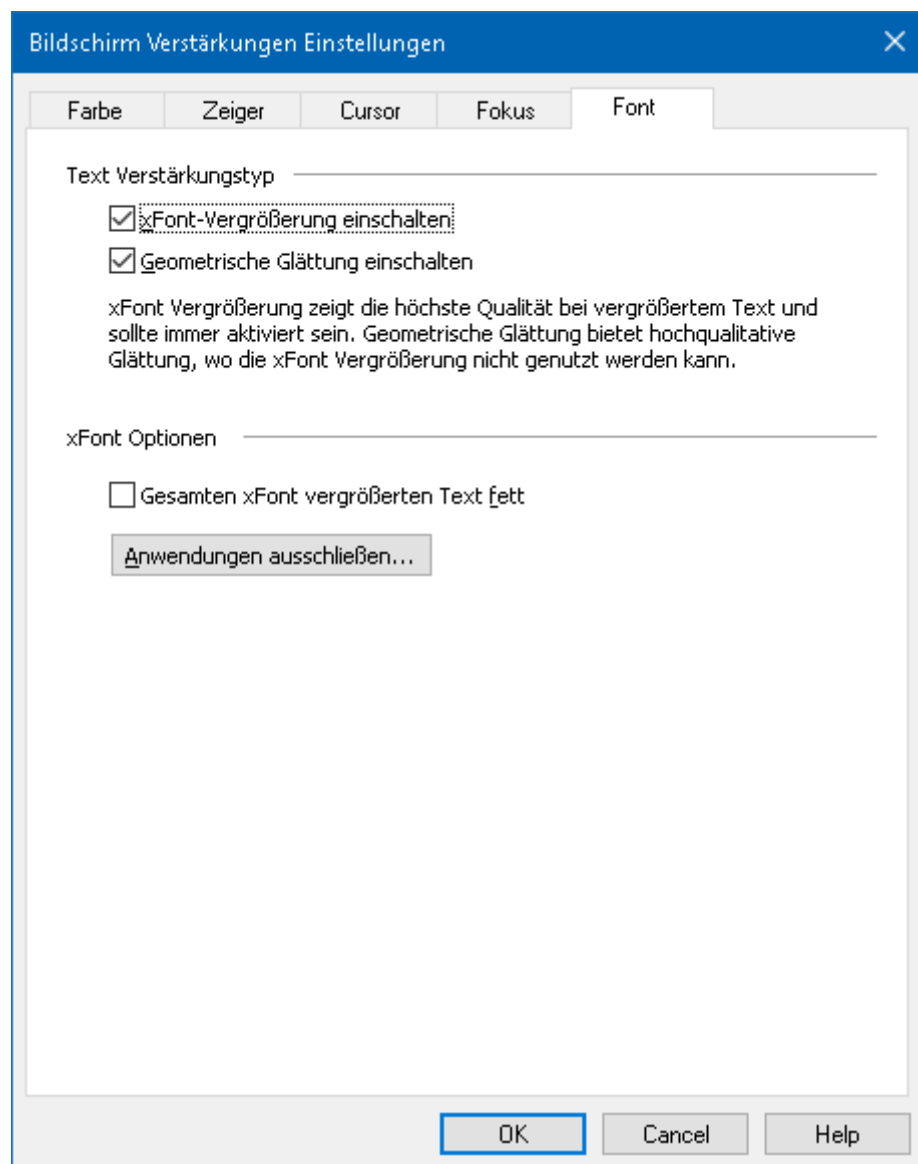 Bildschirm Verstärkungen Einstellungen
Farbe Zeiger Cursor Fokus Font
Text Verstärkungstyp
xFont-Vergrößerung einschalten
Geometrische Glättung einschalten
xFont Vergrößerung zeigt die höchste Qualität bei vergrößertem Text und
sollte immer aktiviert sein. Geometrische Glättung bietet hochqualitative
Glättung, wo die xFont Vergrößerung nicht genutzt werden kann.
xFont Optionen
Gesamten xFont vergrößerten Text fett
Anwendungen ausschließen...
OK Cancel Help